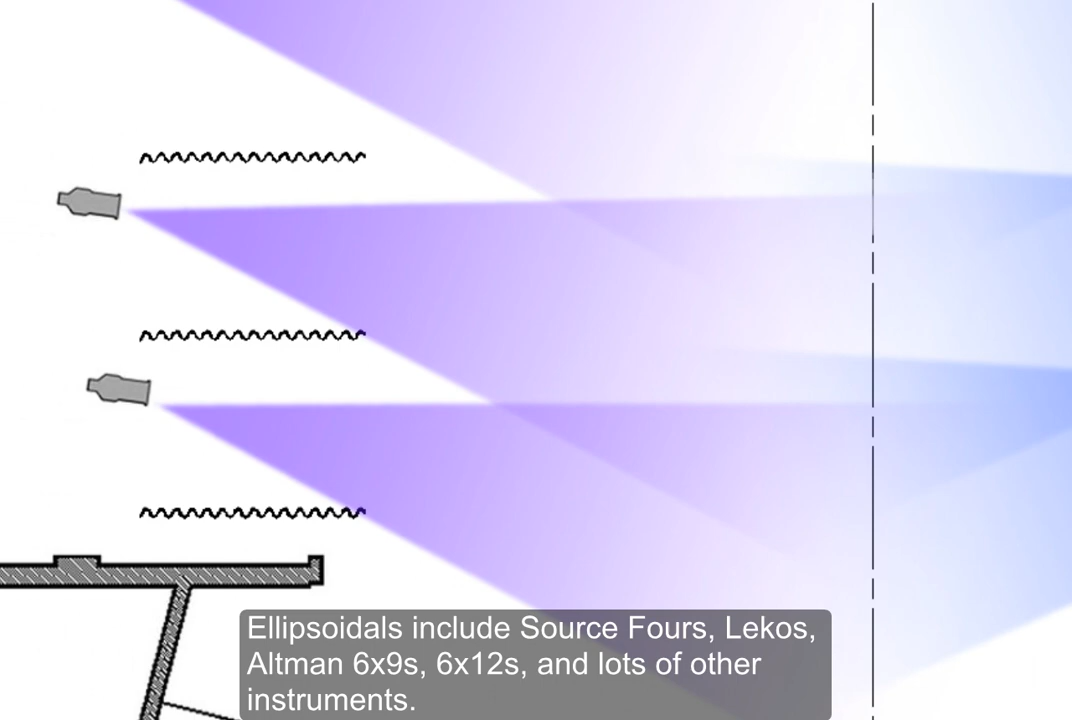 Ellipsoidals include Source Fours, Lekos,
Altman 6x9s, 6x12s, and lots of other
instruments.